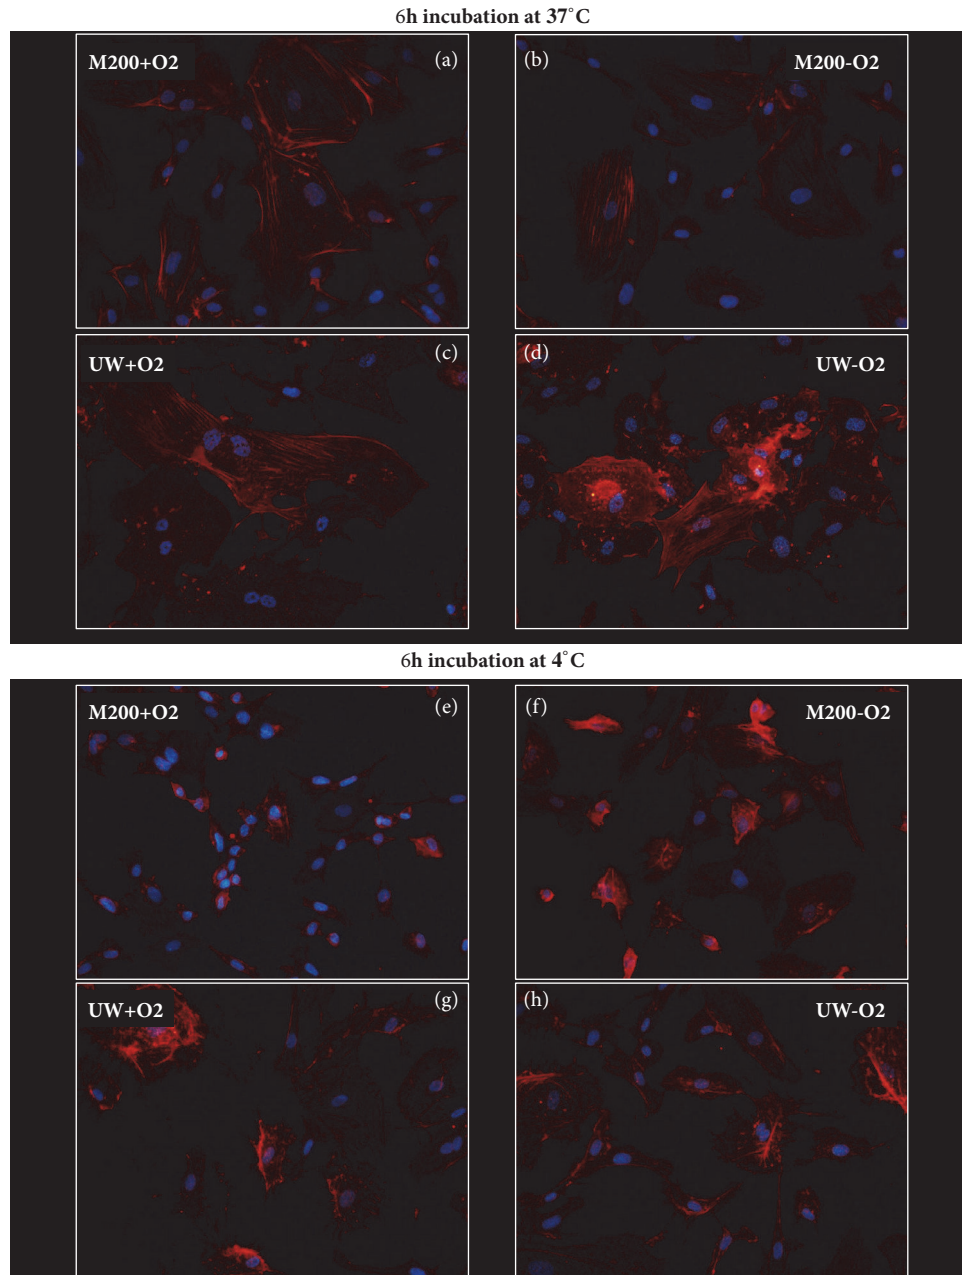 6h incubation at 37°C
M200+O2 (a)
(b) M200-O2
UW+O2 (c)
(d) UW-O2
6h incubation at 4°C
M200+O2 (e)
(f) M200-O2
UW+O2 (g)
(h) UW-O2